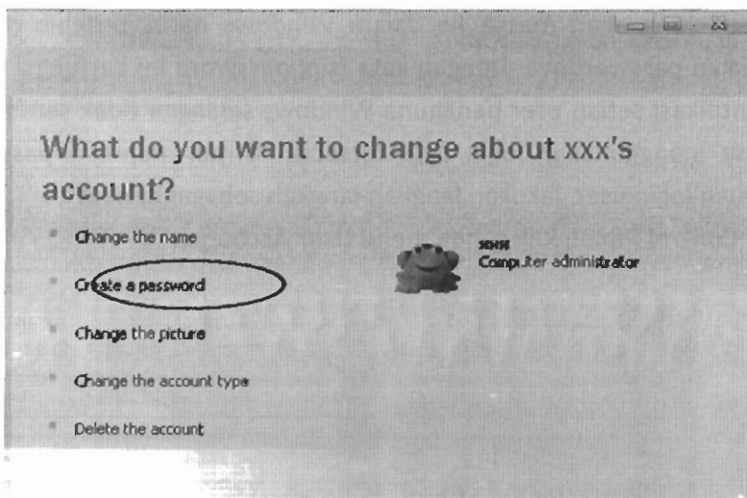 What do you want to change about xxx's
account?
Change the name
Create a password
xxx
Computer administrator
Change the picture
Change the account type
Delete the account